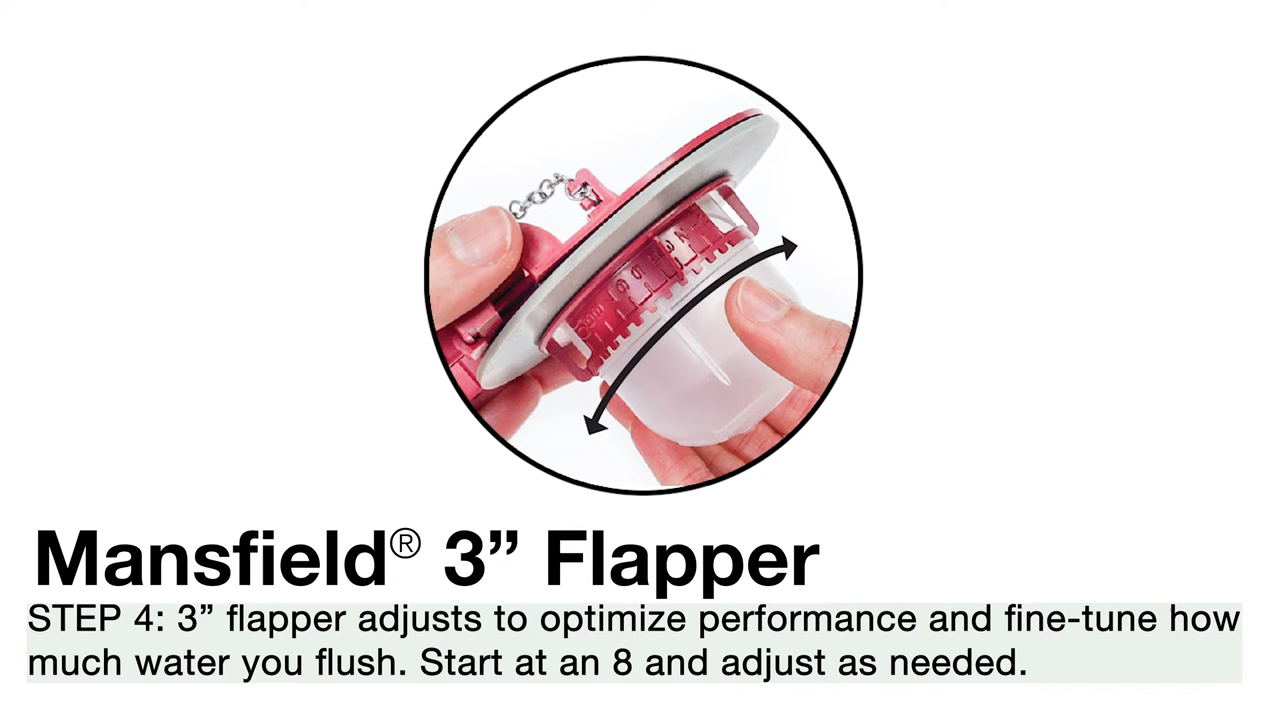 Mansfield® 3” Flapper
STEP 4: 3” flapper adjusts to optimize performance and fine-tune how
much water you flush. Start at an 8 and adjust as needed.